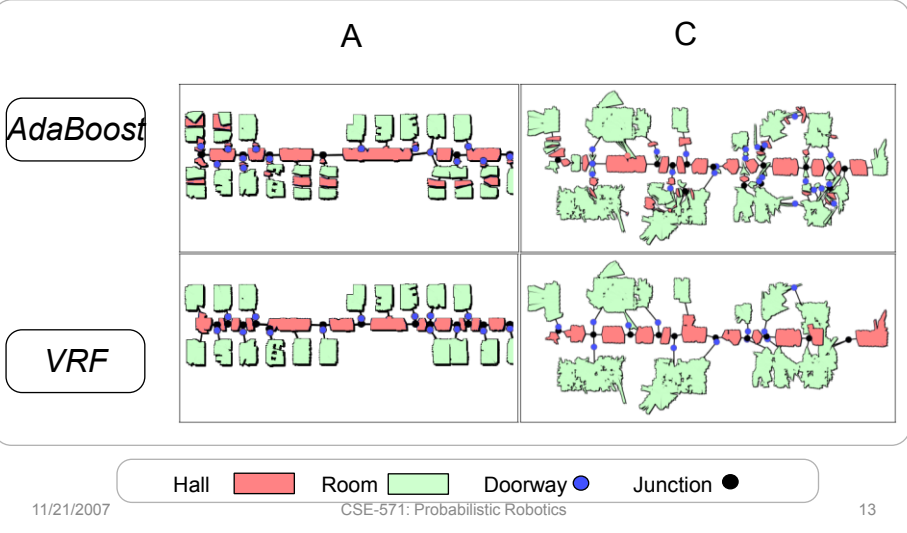 A
C
AdaBoost
VRF
Hall Room Doorway Junction
11/21/2007 CSE-571: Probabilistic Robotics 13